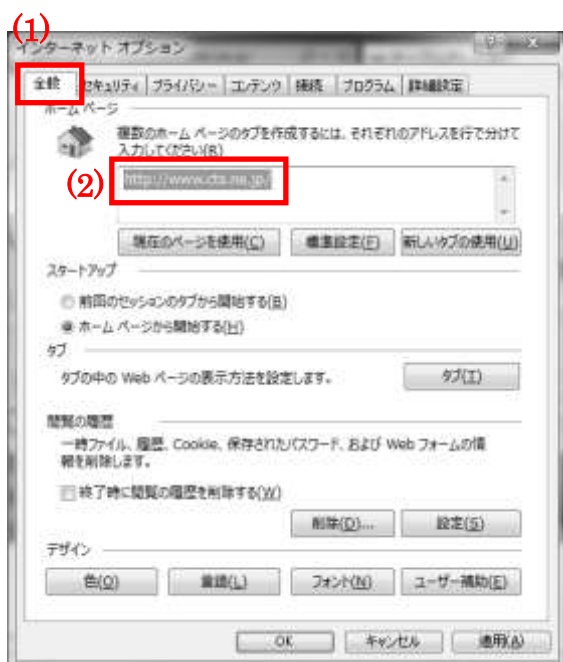 (1)
インターネット オプション
全般 セキュリティ プライバシー コンテンツ 接続 プログラム 詳細設定
ホーム ページ
複数のホーム ページのタブを作成するには、それぞれのアドレスを行で分けて
入力してください(R)
(2)
http://www.cts.ne.jp/
現在のページを使用(C) 標準設定(F) 新しいタブの使用(U)
スタートアップ
前回のセッションのタブから開始する(B)
ホーム ページから開始する(H)
タブ
タブの中の Web ページの表示方法を設定します。 タブ(T)
閲覧の履歴
一時ファイル、履歴、Cookie、保存されたパスワード、および Web フォームの情
報を削除します。
終了時に閲覧の履歴を削除する(W)
削除(D)... 設定(S)
デザイン
色(O) 言語(L) フォント(N) ユーザー補助(E)
OK キャンセル 適用(A)